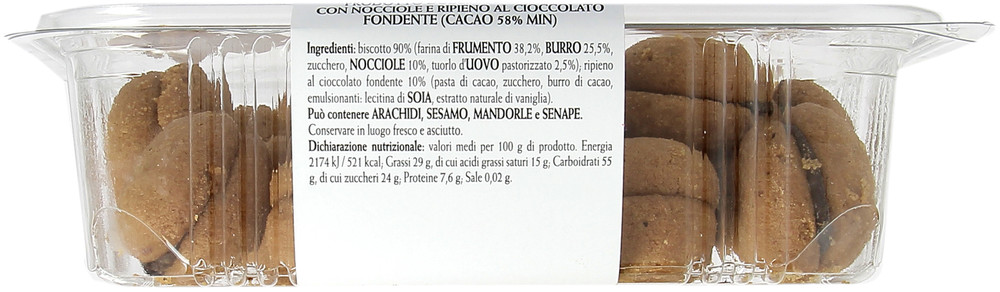 CON NOCCIOLE E RIPIENO AL CIOCCOLATO
FONDENTE (CACAO 58% MIN)
Ingredienti: biscotto 90% (farina di FRUMENTO 38,2%, BURRO 25,5%,
zucchero, NOCCIOLE 10%, tuorlo d'UOVO pastorizzato 2,5%); ripieno
al cioccolato fondente 10% (pasta di cacao, zucchero, burro di cacao,
emulsionanti: lecitina di SOIA, estratto naturale di vaniglia).
Può contenere ARACHIDI, SESAMO, MANDORLE e SENAPE.
Conservare in luogo fresco e asciutto.
Dichiarazione nutrizionale: valori medi per 100 g di prodotto. Energia
2174 kJ / 521 kcal; Grassi 29 g, di cui acidi grassi saturi 15 g; Carboidrati 55
g, di cui zuccheri 24 g; Proteine 7,6 g; Sale 0,02 g.